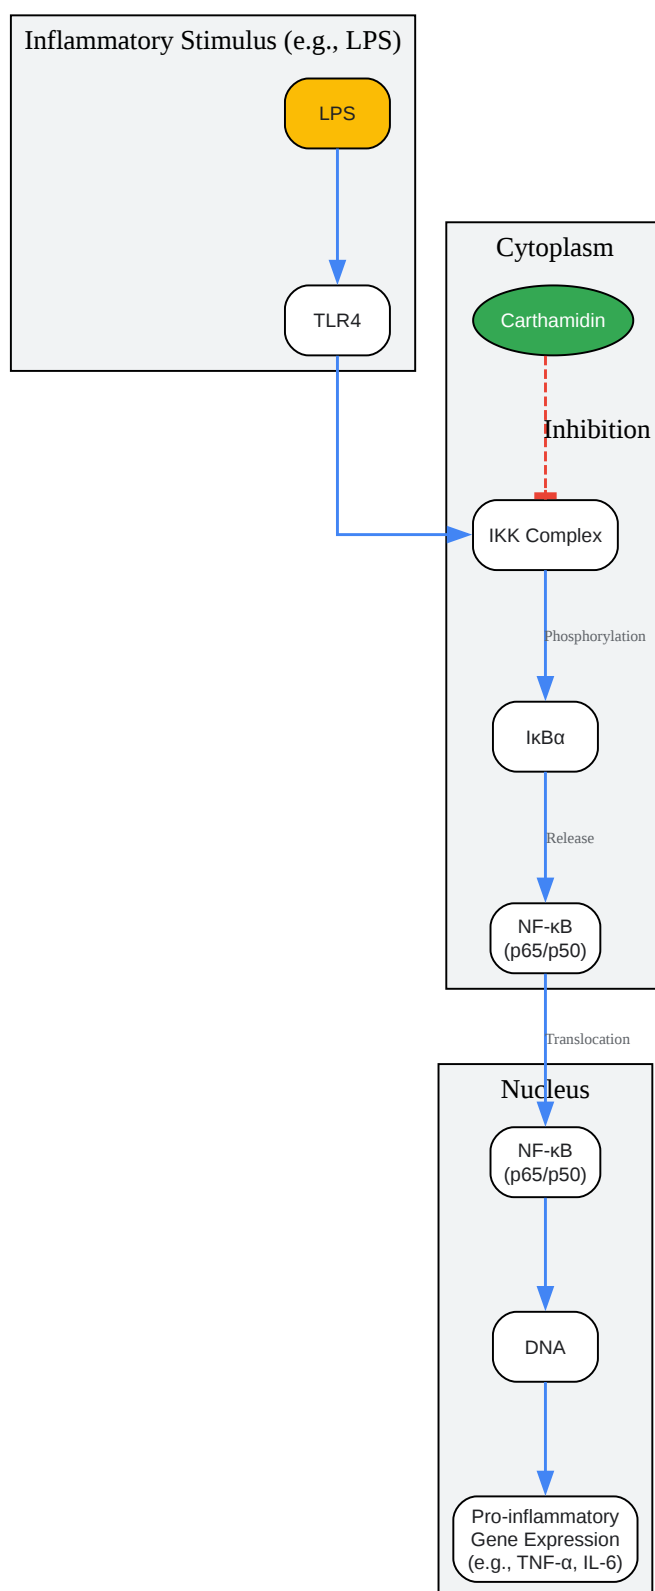 Inflammatory Stimulus (e.g., LPS)
LPS
TLR4
Cytoplasm
Carthamidin
Inhibition
IKK Complex
Phosphorylation
IκBα
Release
NF-κB
(p65/p50)
Translocation
Nucleus
NF-κB
(p65/p50)
DNA
Pro-inflammatory
Gene Expression
(e.g., TNF-α, IL-6)